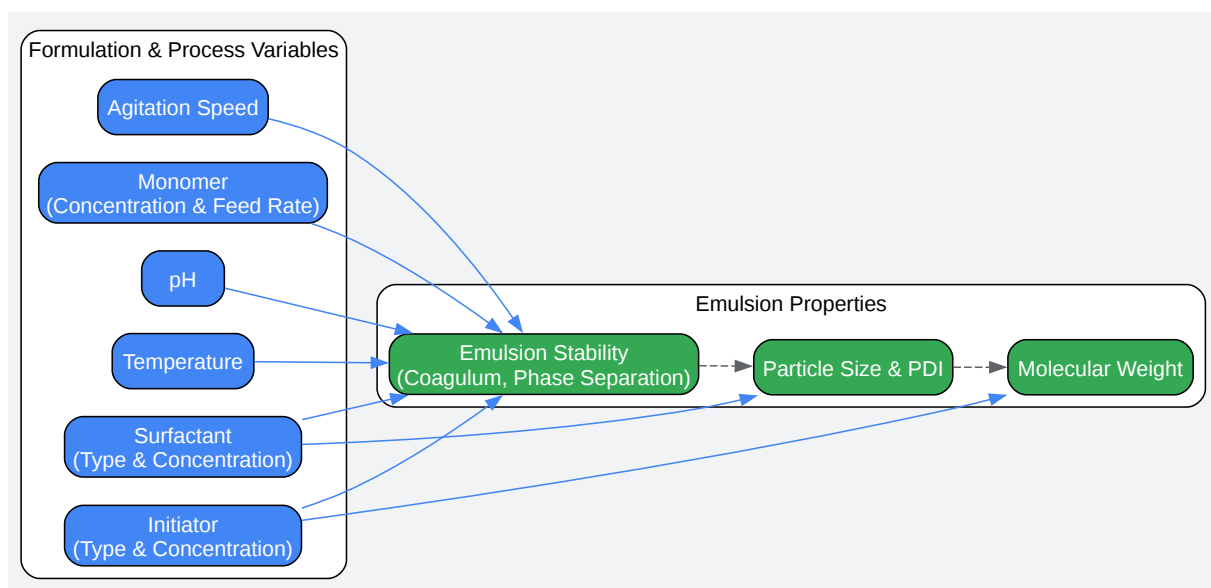 Formulation & Process Variables
Agitation Speed
Monomer
(Concentration & Feed Rate)
pH
Temperature
Surfactant
(Type & Concentration)
Initiator
(Type & Concentration)
Emulsion Properties
Emulsion Stability
(Coagulum, Phase Separation)
Particle Size & PDI
Molecular Weight